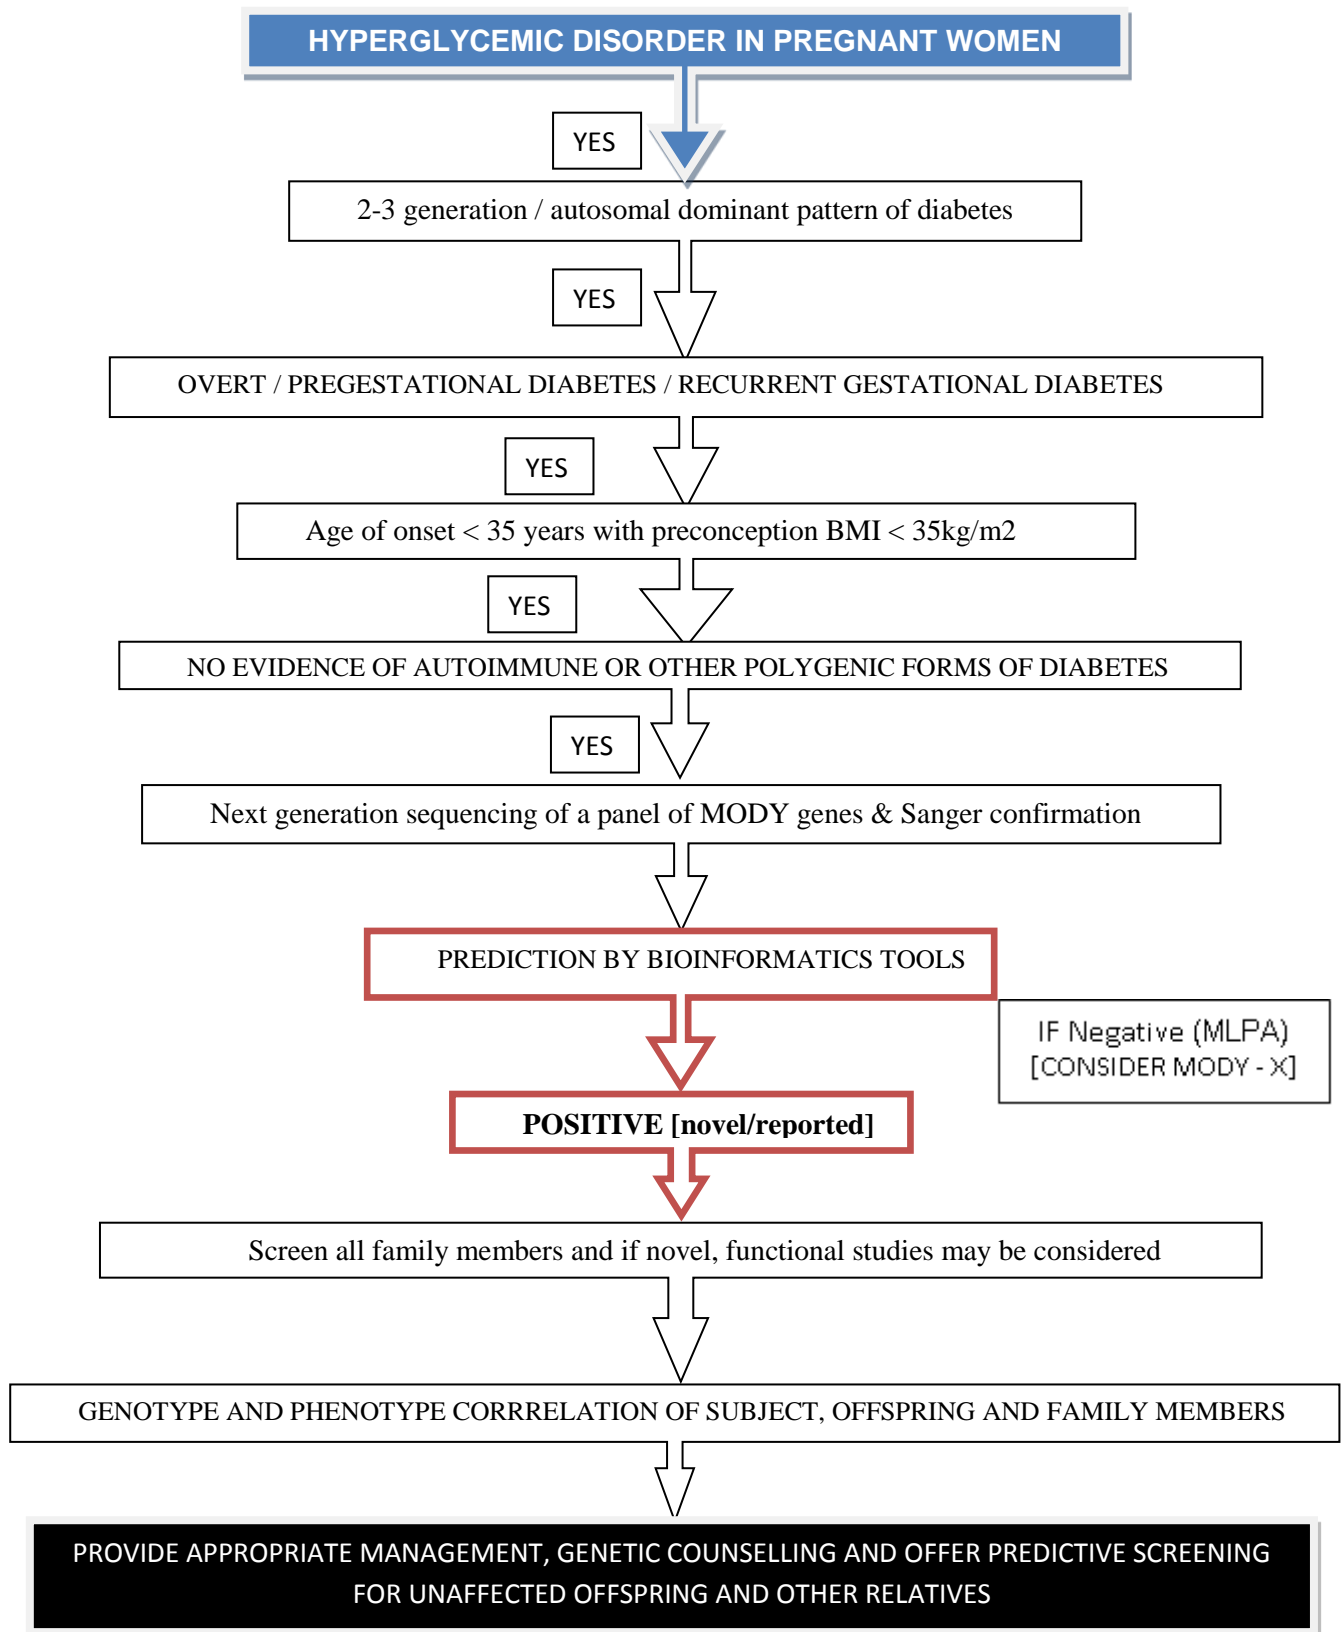 HYPERGLYCEMIC DISORDER IN PREGNANT WOMEN
YES
2-3 generation / autosomal dominant pattern of diabetes
YES
OVERT / PREGESTATIONAL DIABETES / RECURRENT GESTATIONAL DIABETES
YES
Age of onset < 35 years with preconception BMI < 35kg/m2
YES
NO EVIDENCE OF AUTOIMMUNE OR OTHER POLYGENIC FORMS OF DIABETES
YES
Next generation sequencing of a panel of MODY genes & Sanger confirmation
PREDICTION BY BIOINFORMATICS TOOLS
IF Negative (MLPA)
[CONSIDER MODY - X]
POSITIVE [novel/reported]
Screen all family members and if novel, functional studies may be considered
GENOTYPE AND PHENOTYPE CORRRELATION OF SUBJECT, OFFSPRING AND FAMILY MEMBERS
PROVIDE APPROPRIATE MANAGEMENT, GENETIC COUNSELLING AND OFFER PREDICTIVE SCREENING
FOR UNAFFECTED OFFSPRING AND OTHER RELATIVES